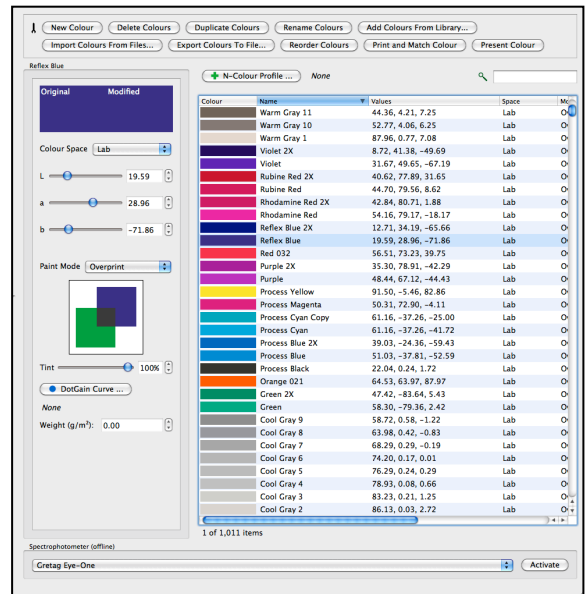 New Colour Delete Colours Duplicate Colours Rename Colours Add Colours From Library...
Import Colours From Files... Export Colours To File... Reorder Colours Print and Match Colour Present Colour
Reflex Blue
N-Colour Profile ... None
Original Modified
Colour Space Lab
L 19.59
a 28.96
b -71.86
Paint Mode Overprint
Tint 100%
DotGain Curve ...
None
Weight (g/m²): 0.00
Colour Name Values Space Mo
Warm Gray 11 44.36, 4.21, 7.25 Lab O
Warm Gray 10 52.77, 4.06, 6.25 Lab O
Warm Gray 1 87.96, 0.77, 7.08 Lab O
Violet 2X 8.72, 41.38, -49.69 Lab O
Violet 31.67, 49.65, -67.19 Lab O
Rubine Red 2X 40.62, 77.89, 31.65 Lab O
Rubine Red 44.70, 79.56, 8.62 Lab O
Rhodamine Red 2X 42.84, 80.71, 1.88 Lab O
Rhodamine Red 54.16, 79.17, -18.17 Lab O
Reflex Blue 2X 12.71, 34.19, -65.66 Lab O
Reflex Blue 19.59, 28.96, -71.86 Lab O
Red 032 56.51, 73.23, 39.75 Lab O
Purple 2X 35.30, 78.91, -42.29 Lab O
Purple 48.44, 67.12, -44.43 Lab O
Process Yellow 91.50, -5.46, 82.86 Lab O
Process Magenta 50.31, 72.90, -4.11 Lab O
Process Cyan Copy 61.16, -37.26, -25.00 Lab O
Process Cyan 61.16, -37.26, -41.72 Lab O
Process Blue 2X 39.03, -24.36, -59.43 Lab O
Process Blue 51.03, -37.81, -52.59 Lab O
Process Black 22.04, 0.24, 1.72 Lab O
Orange 021 64.53, 63.97, 87.97 Lab O
Green 2X 47.42, -83.64, 5.43 Lab O
Green 58.30, -79.36, 2.42 Lab O
Cool Gray 9 58.72, 0.58, -1.22 Lab O
Cool Gray 8 63.98, 0.42, -0.83 Lab O
Cool Gray 7 68.29, 0.29, -0.19 Lab O
Cool Gray 6 74.20, 0.17, 0.01 Lab O
Cool Gray 5 76.29, 0.24, 0.29 Lab O
Cool Gray 4 78.93, 0.08, 0.66 Lab O
Cool Gray 3 83.23, 0.21, 1.25 Lab O
Cool Gray 2 86.13, 0.03, 2.72 Lab O
1 of 1,011 items
Spectrophotometer (offline)
Gretag Eye-One Activate